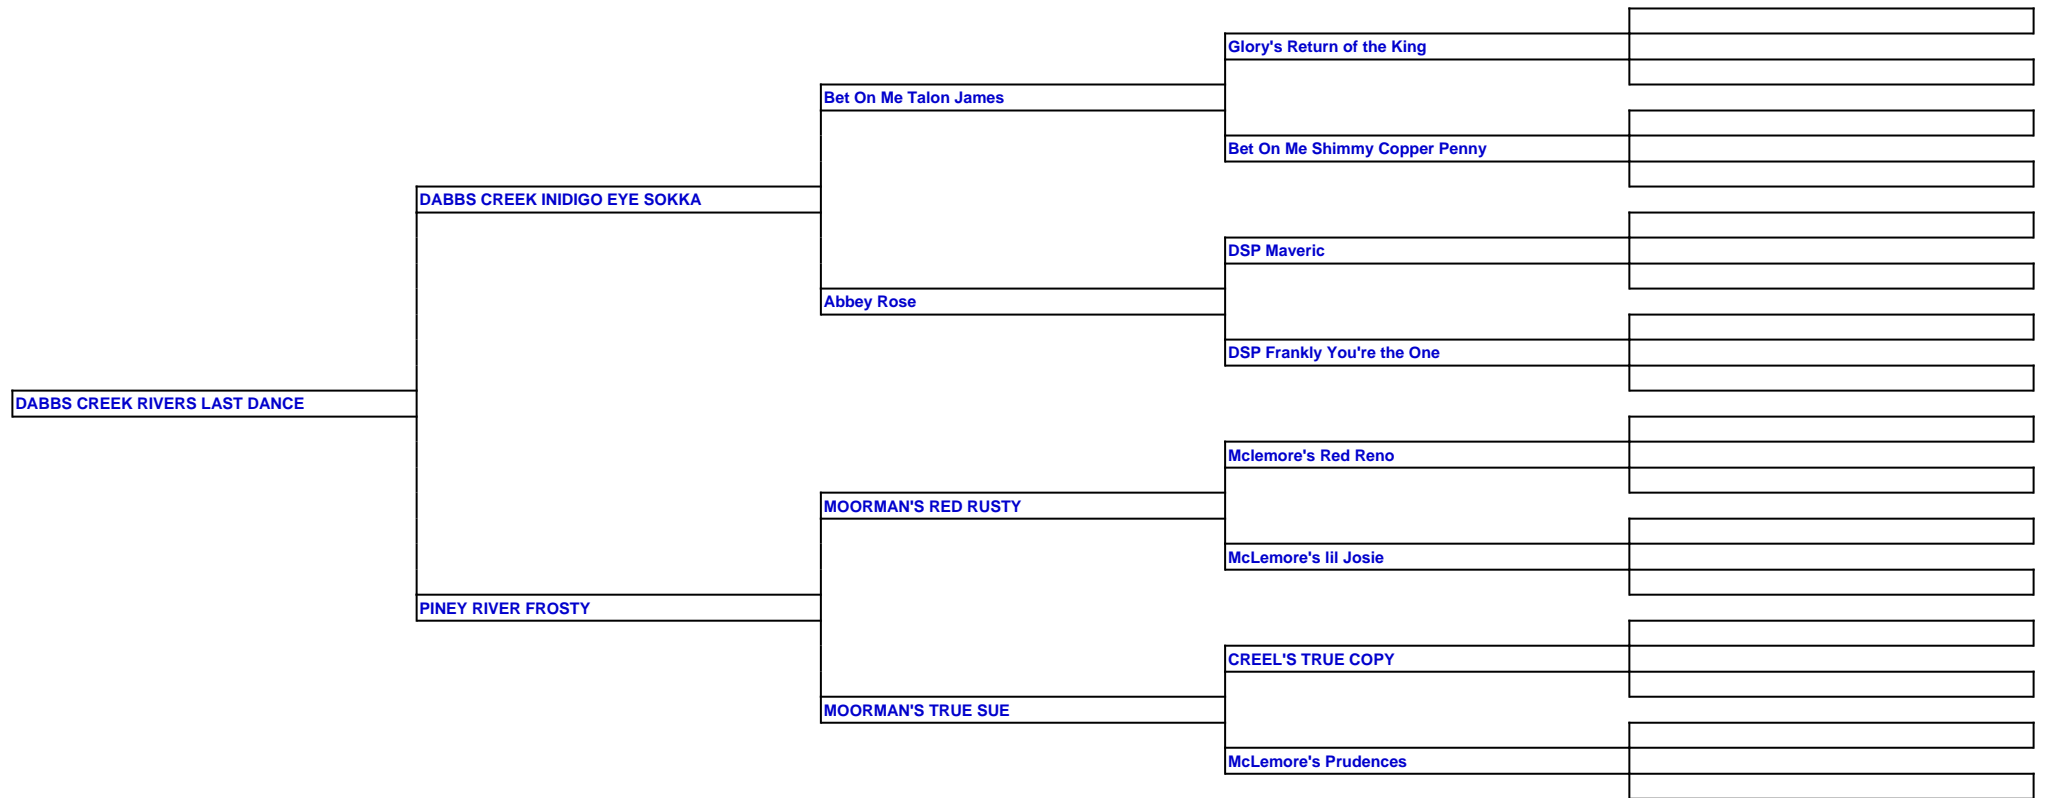 Glory's Return of the King
Bet On Me Talon James
Bet On Me Shimmy Copper Penny
DABBS CREEK INIDIGO EYE SOKKA
DSP Maveric
Abbey Rose
DSP Frankly You're the One
DABBS CREEK RIVERS LAST DANCE
Mclemore's Red Reno
MOORMAN'S RED RUSTY
McLemore's lil Josie
PINEY RIVER FROSTY
CREEL'S TRUE COPY
MOORMAN'S TRUE SUE
McLemore's Prudences